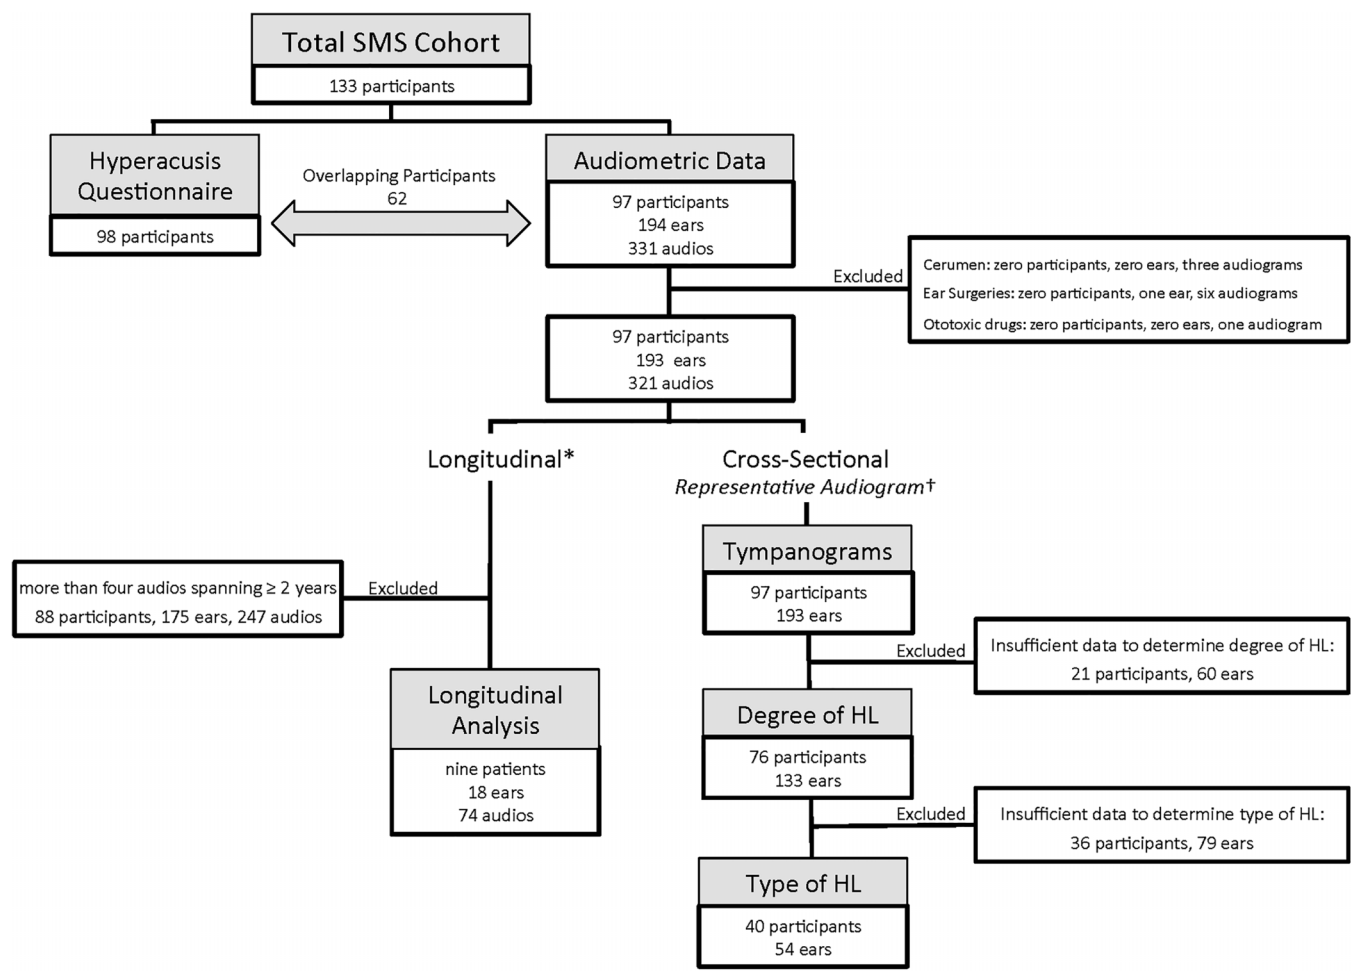 Total SMS Cohort
133 participants
Hyperacusis
Questionnaire
98 participants
Overlapping Participants
62
Audiometric Data
97 participants
194 ears
331 audios
Excluded
Cerumen: zero participants, zero ears, three audiograms
Ear Surgeries: zero participants, one ear, six audiograms
Ototoxic drugs: zero participants, zero ears, one audiogram
97 participants
193 ears
321 audios
Longitudinal*
Cross-Sectional
Representative Audiogram†
more than four audios spanning ≥ 2 years
88 participants, 175 ears, 247 audios
Excluded
Longitudinal
Analysis
nine patients
18 ears
74 audios
Tympanograms
97 participants
193 ears
Excluded
Insufficient data to determine degree of HL:
21 participants, 60 ears
Degree of HL
76 participants
133 ears
Excluded
Insufficient data to determine type of HL:
36 participants, 79 ears
Type of HL
40 participants
54 ears